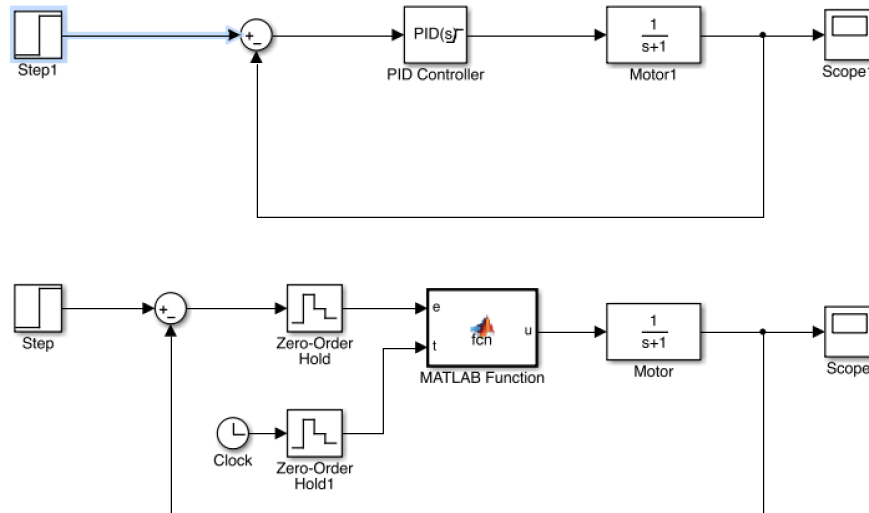 +
−
PID(s)
1
s+1
Step1
PID Controller
Motor1
Scope1
+
−
e
t
fcn
u
1
s+1
Step
Zero-Order
Hold
MATLAB Function
Motor
Scope
Clock
Zero-Order
Hold1